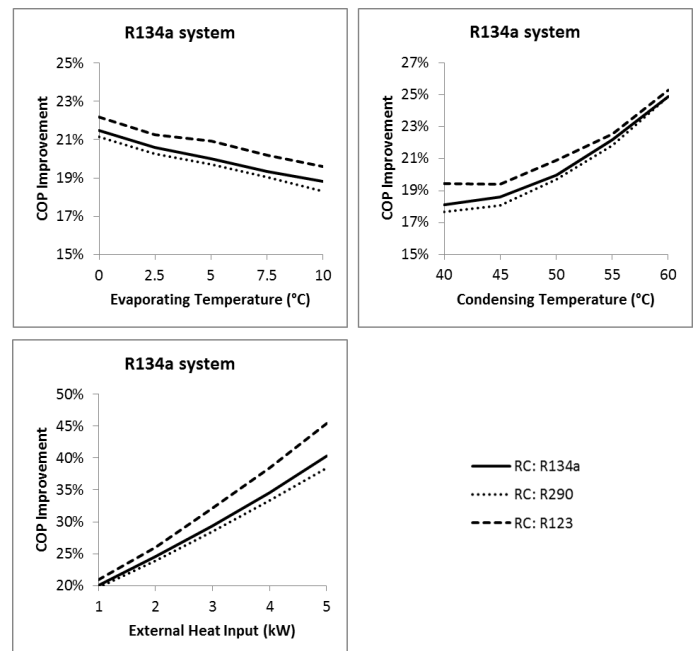 R134a system
25%
23%
21%
19%
17%
15%
COP Improvement
0 2.5 5 7.5 10
Evaporating Temperature (°C)
R134a system
27%
25%
23%
21%
19%
17%
15%
COP Improvement
40 45 50 55 60
Condensing Temperature (°C)
R134a system
50%
45%
40%
35%
30%
25%
20%
COP Improvement
1 2 3 4 5
External Heat Input (kW)
RC: R134a
RC: R290
RC: R123